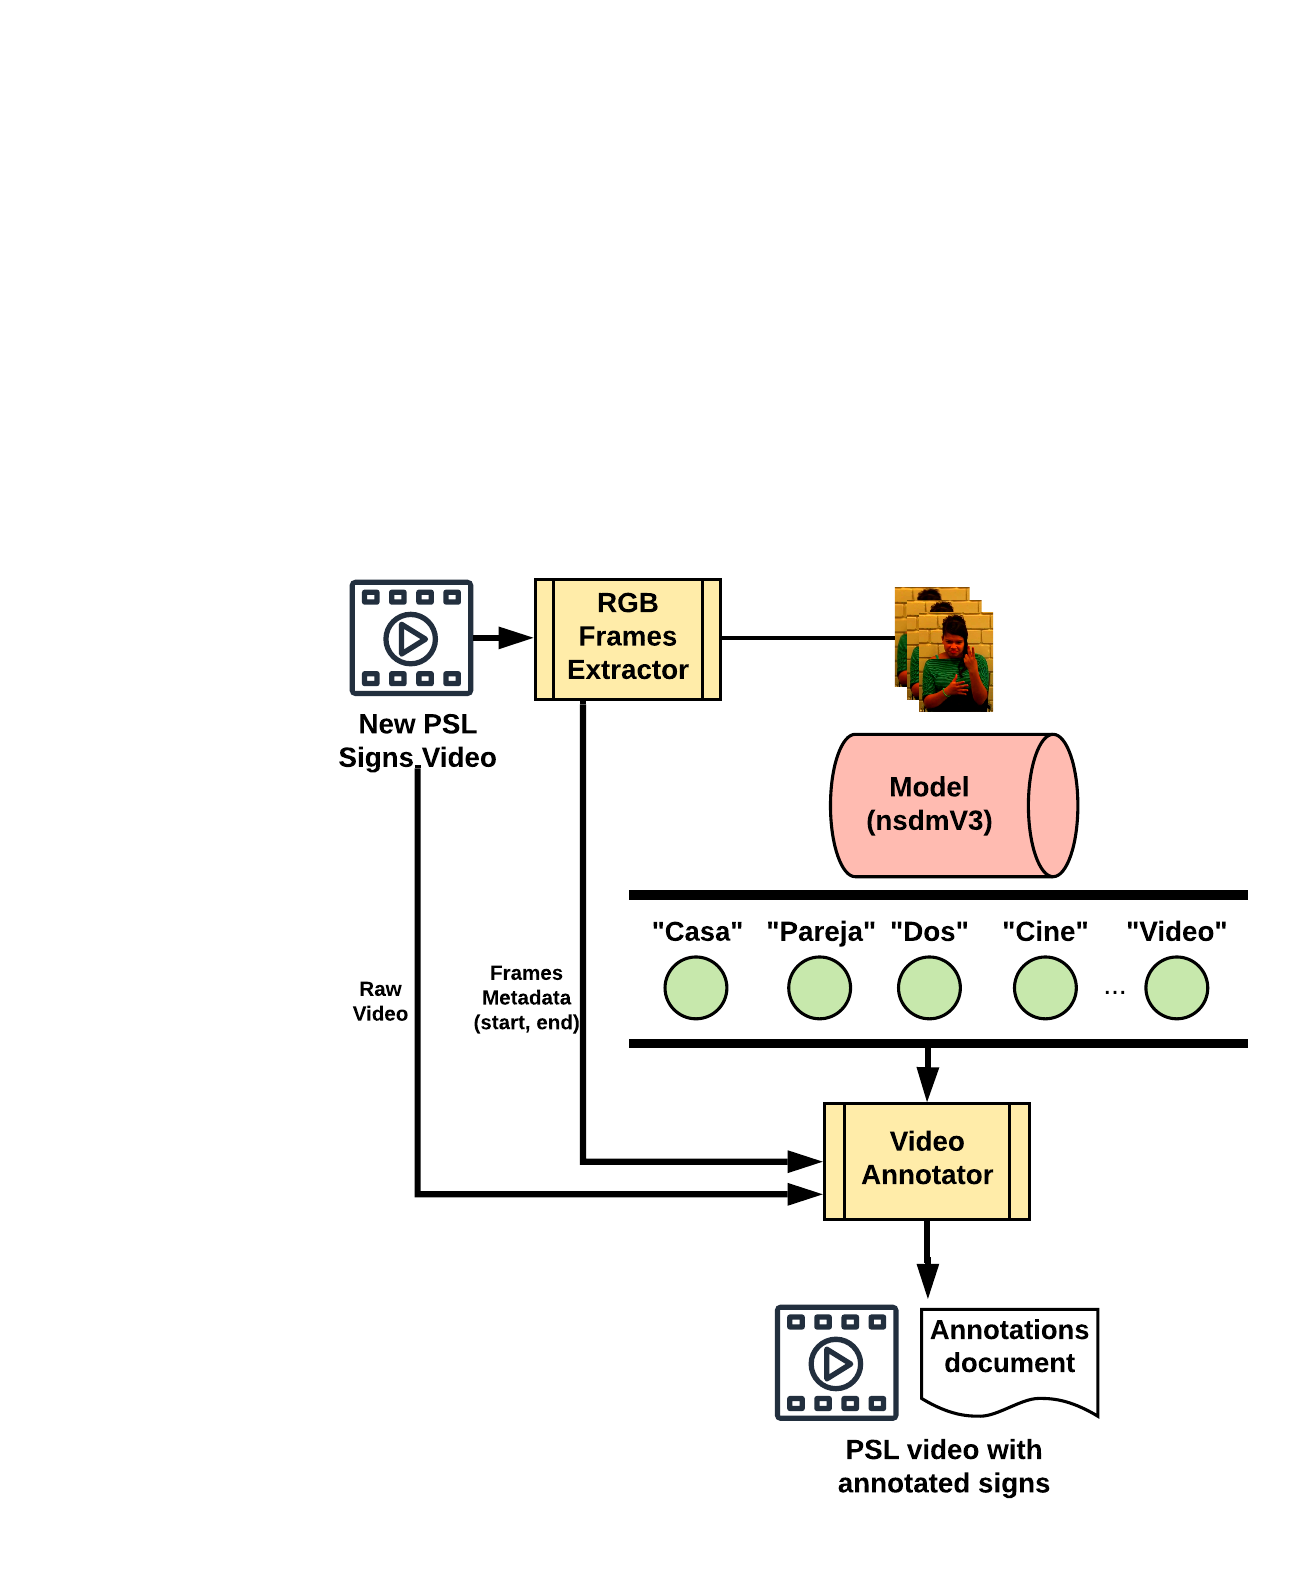 RGB
Frames
Extractor
New PSL
Signs Video
Model
(nsdmV3)
"Casa" "Pareja" "Dos" "Cine" "Video"
...
Raw
Video
Frames
Metadata
(start, end)
Video
Annotator
Annotations
document
PSL video with
annotated signs